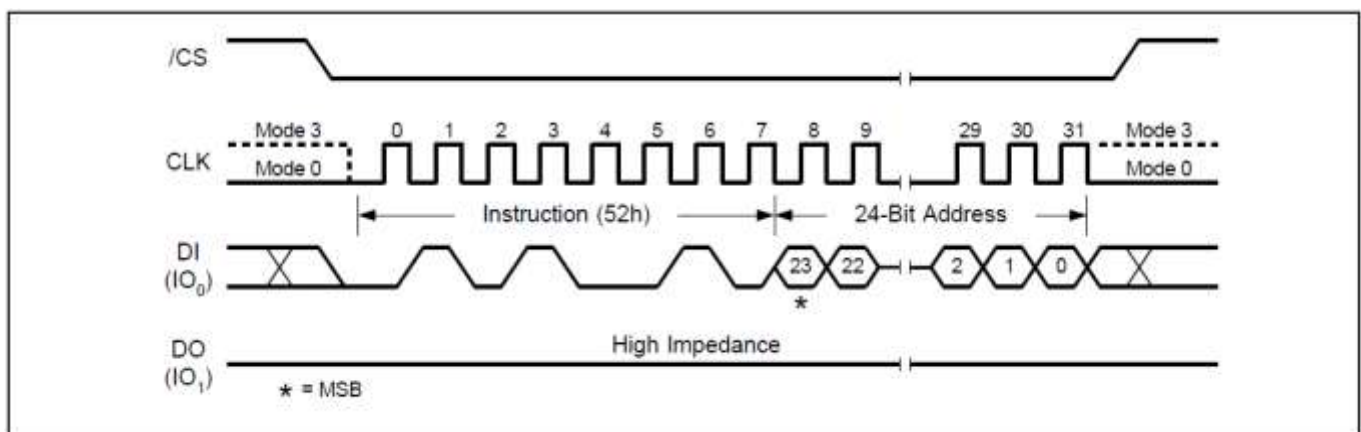 /CS
Mode 3 0 1 2 3 4 5 6 7 8 9 29 30 31 Mode 3
CLK Mode 0 Mode 0
Instruction (52h) 24-Bit Address
DI
(IO₀) 23 22 2 1 0
*
DO High Impedance
(IO₁)
* = MSB